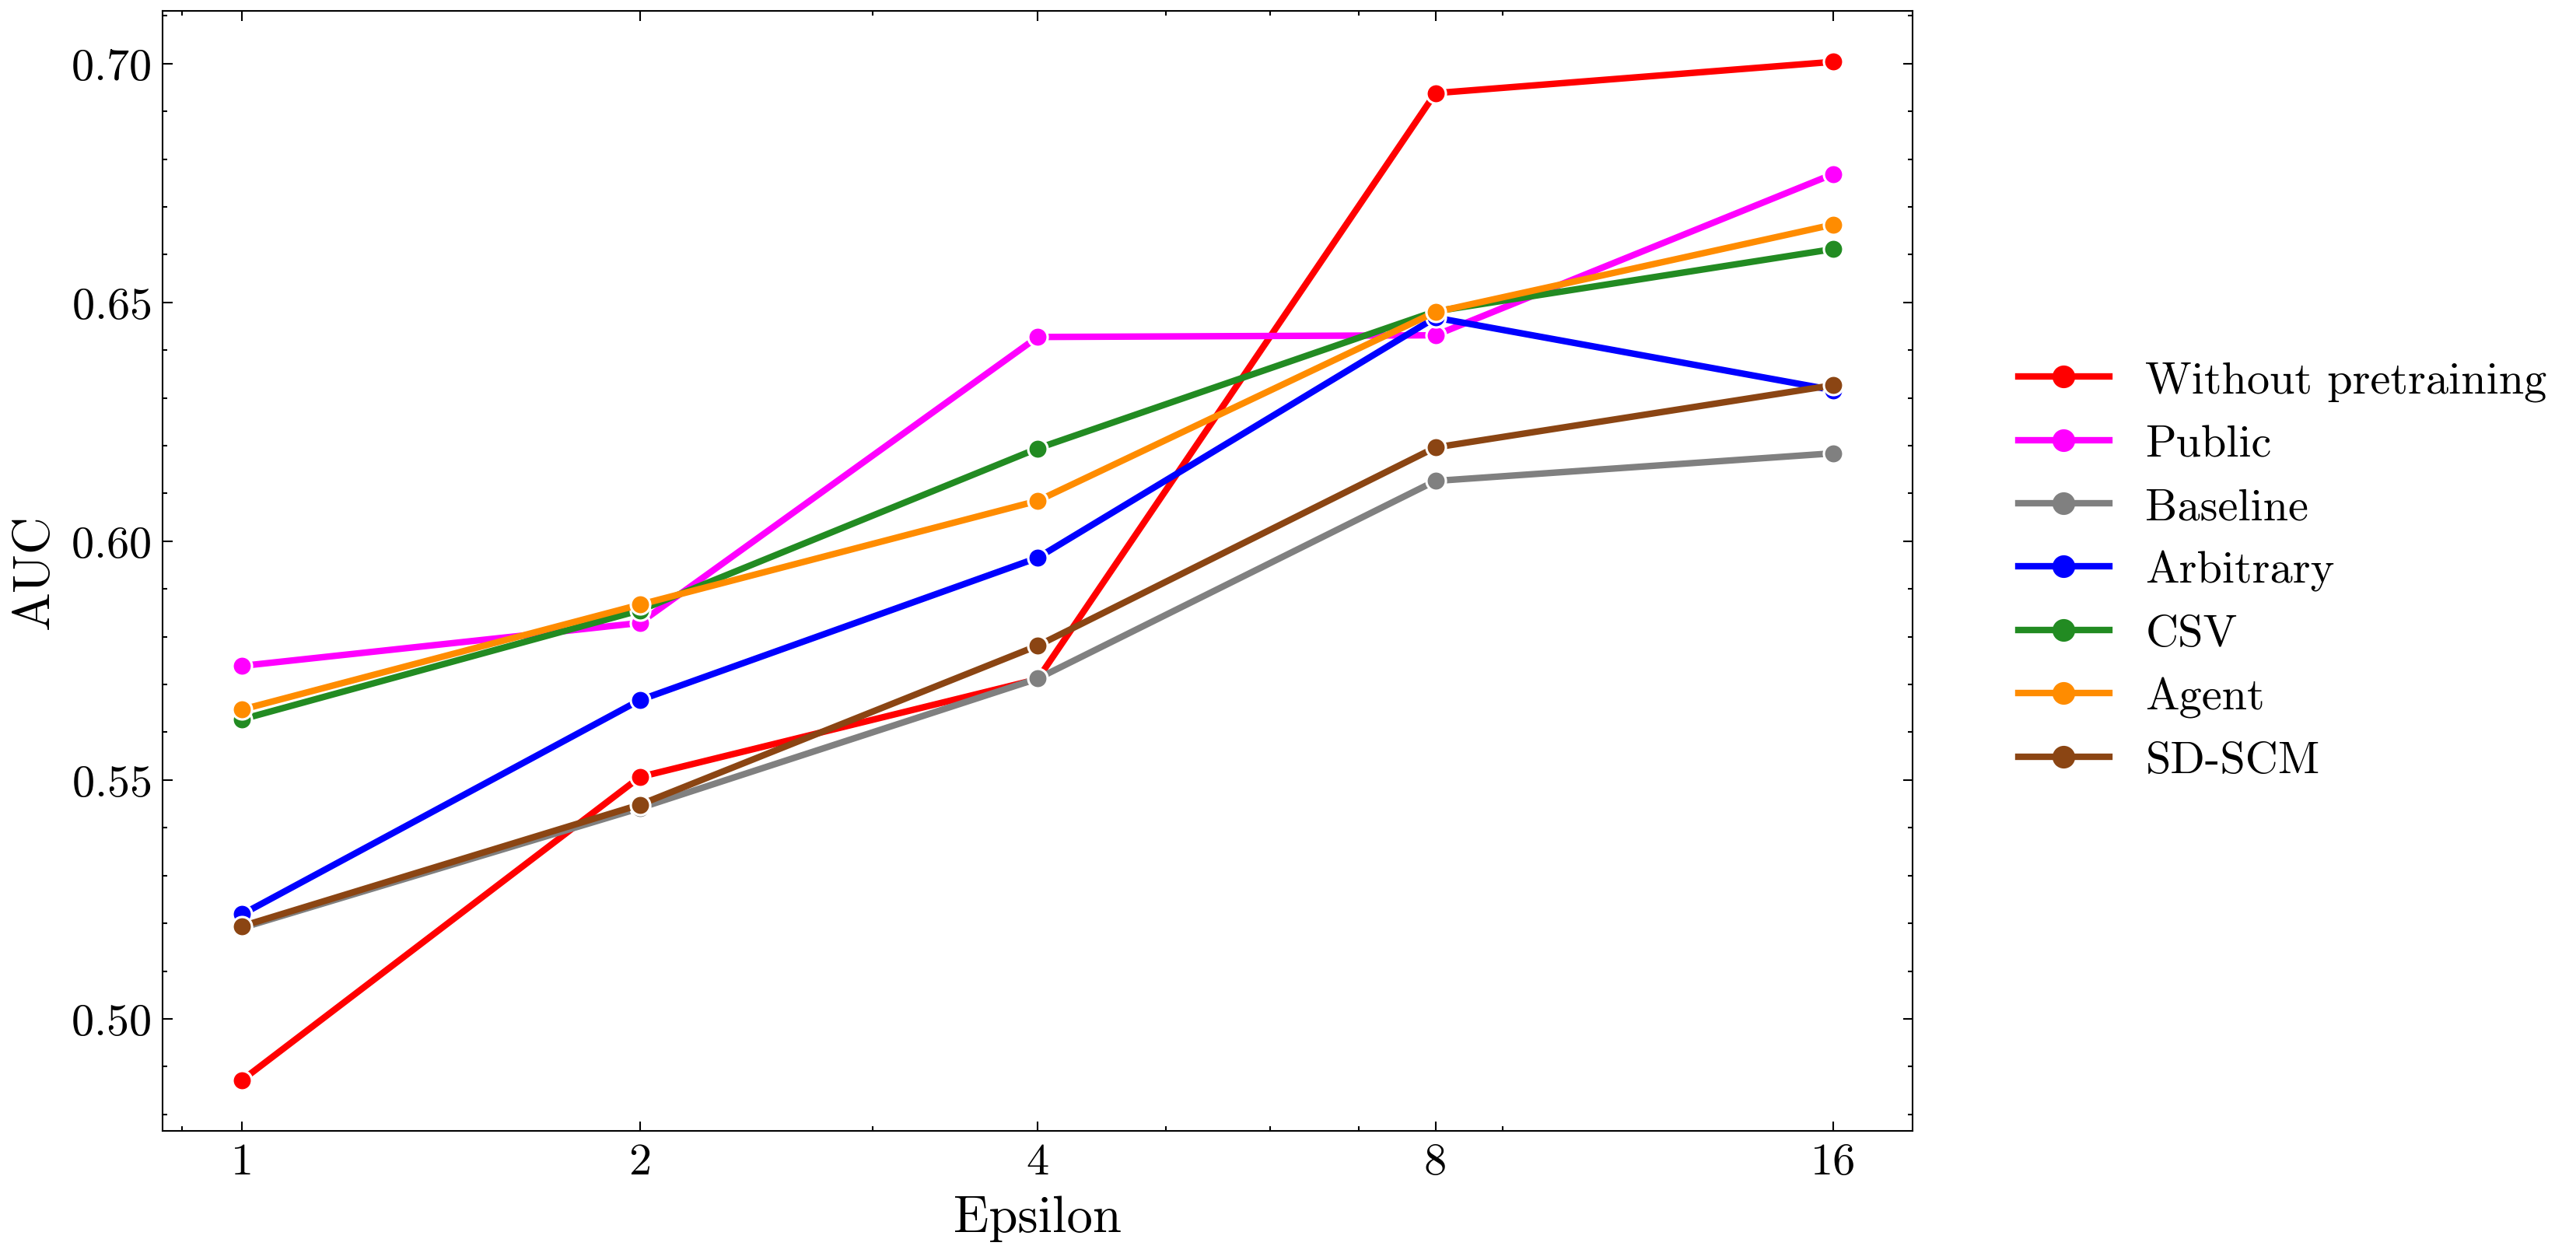 0.70
0.65
0.60
0.55
0.50
AUC
1 2 4 8 16
Epsilon
Without pretraining
Public
Baseline
Arbitrary
CSV
Agent
SD-SCM